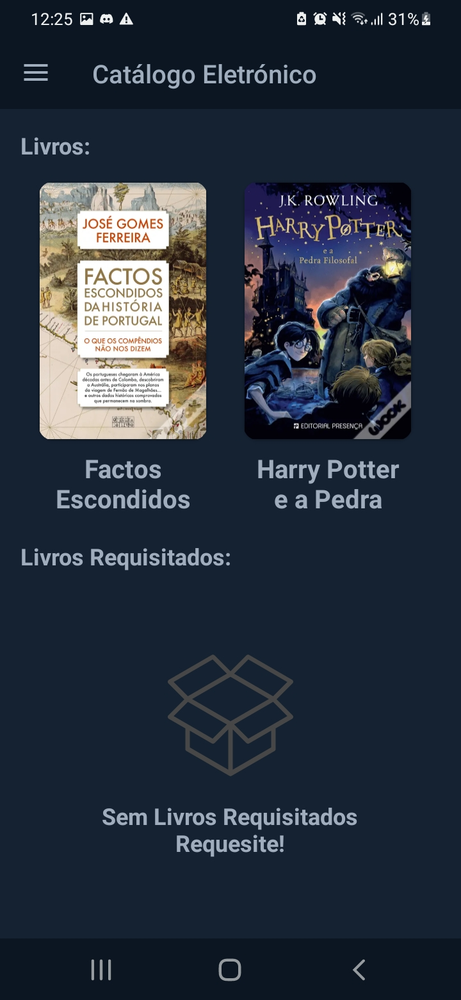 12:25
31%
Catálogo Eletrónico
Livros:
JOSÉ GOMES
FERREIRA
FACTOS
ESCONDIDOS
DA HISTÓRIA
DE PORTUGAL
O QUE OS COMPÊNDIOS
NÃO NOS DIZEM
Os portugueses chegaram à América
décadas antes de Colombo, descobriram
a Austrália, participaram nos planos
da viagem de Fernão de Magalhães...
e outros dados históricos comprovados
que permanecem na sombra.
J.K. ROWLING
HARRY POTTER
e a
Pedra Filosofal
EDITORIAL PRESENÇA
WOOK
Factos
Escondidos
Harry Potter
e a Pedra
Livros Requisitados:
Sem Livros Requisitados
Requesite!